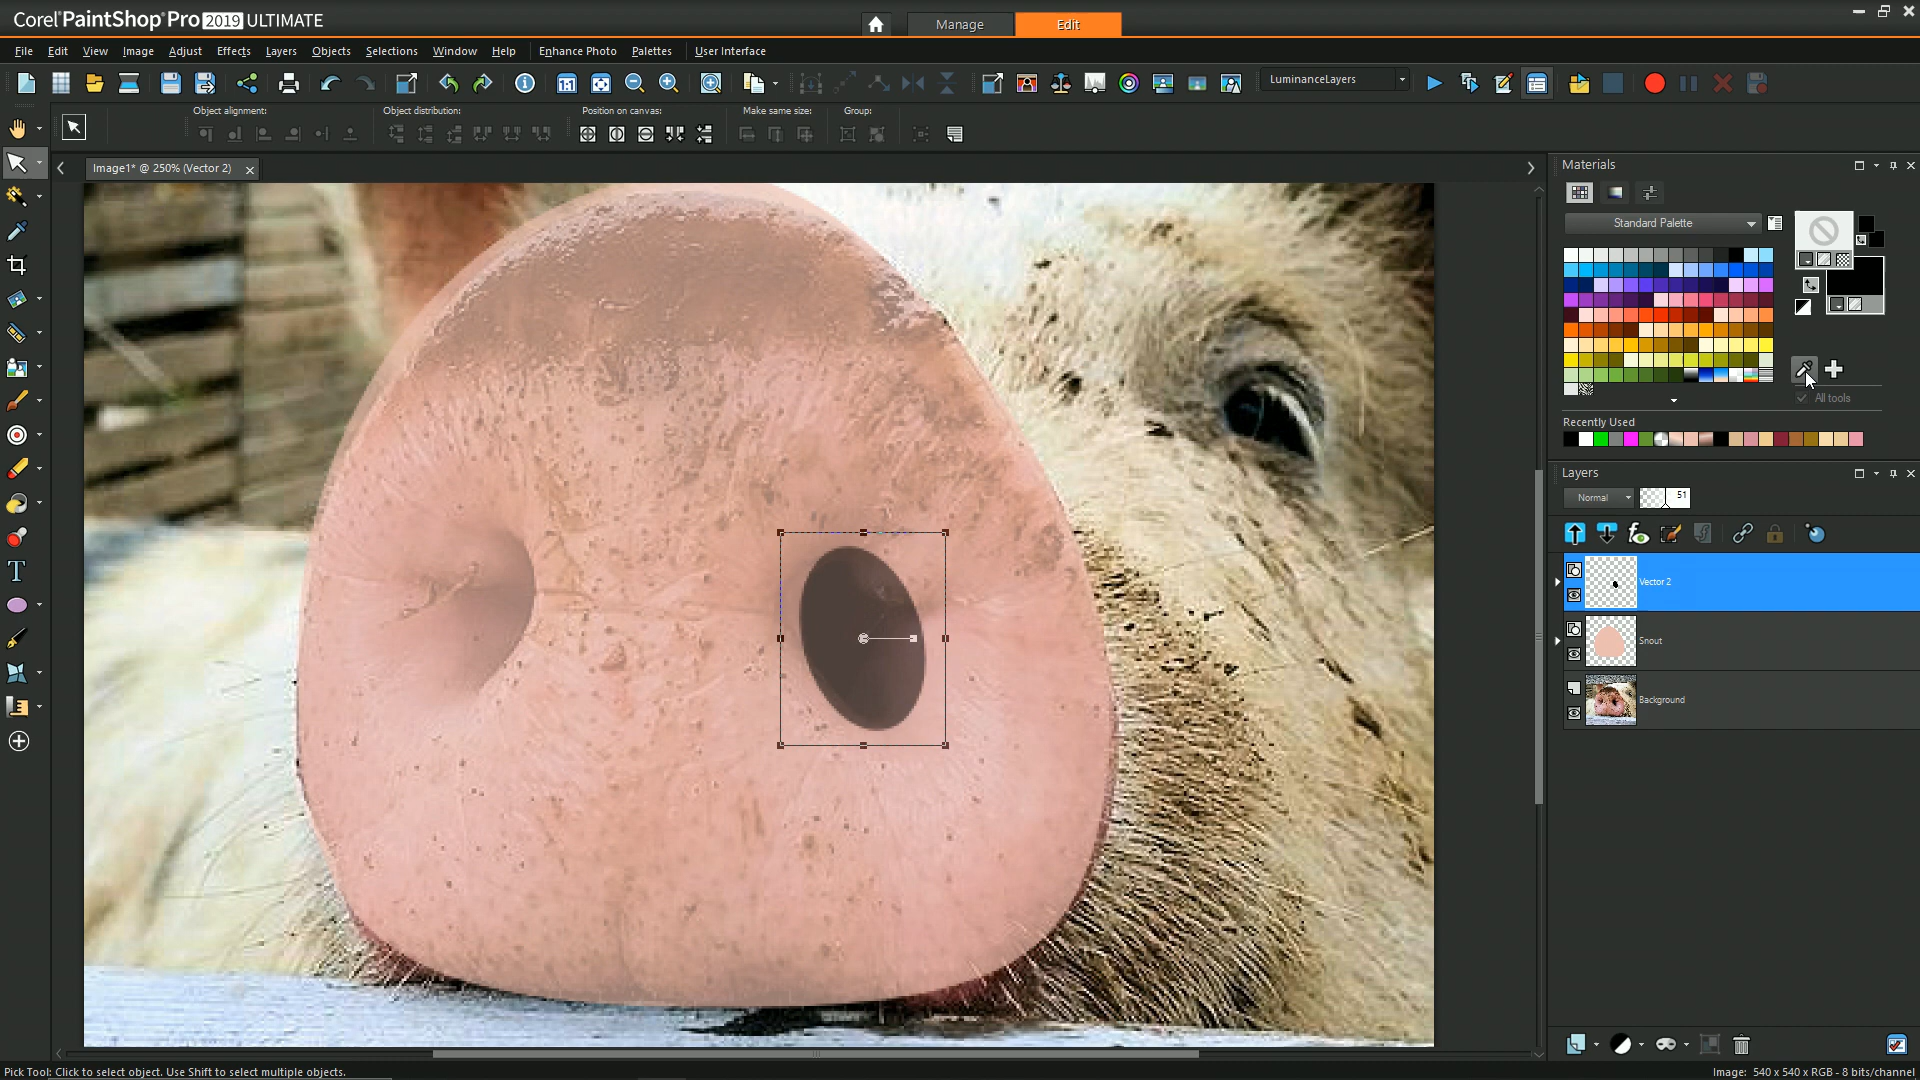 Corel PaintShop Pro 2019 ULTIMATE
Manage
Edit
File Edit View Image Adjust Effects Layers Objects Selections Window Help Enhance Photo Palettes User Interface
1:1
LuminanceLayers
Object alignment: Object distribution: Position on canvas: Make same size: Group:
Image1* @ 250% (Vector 2)
Materials
Standard Palette
All tools
Recently Used
Layers
Normal
51
Vector 2
Snout
Background
Pick Tool: Click to select object. Use Shift to select multiple objects.
Image: 540 x 540 x RGB - 8 bits/channel